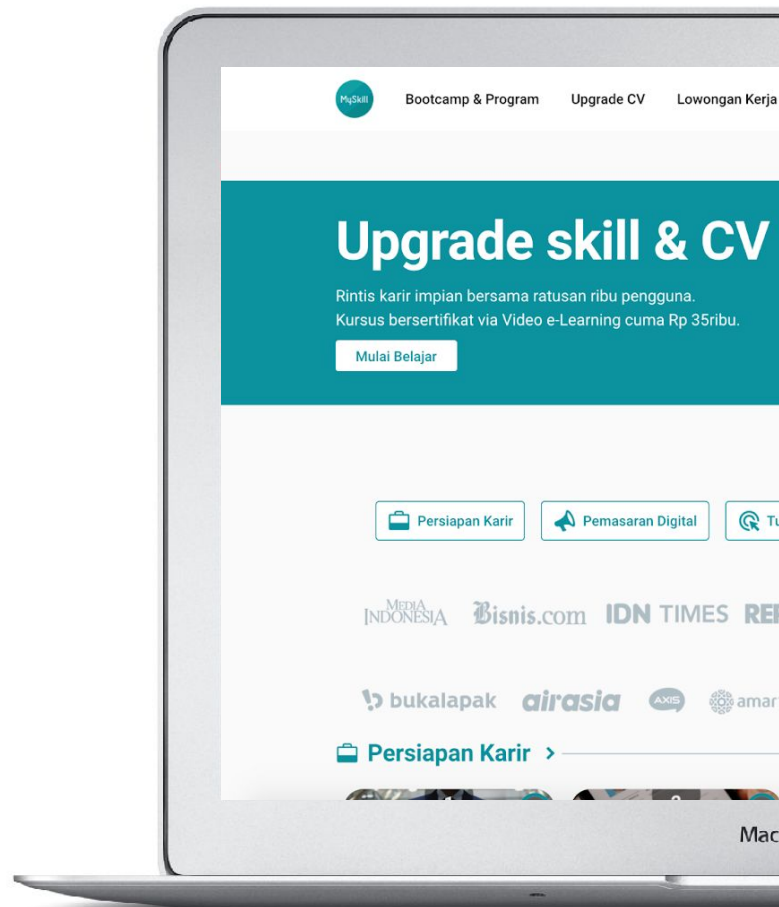 MySkill
Bootcamp & Program
Upgrade CV
Lowongan Kerja
Upgrade skill & CV
Rintis karir impian bersama ratusan ribu pengguna.
Kursus bersertifikat via Video e-Learning cuma Rp 35ribu.
Mulai Belajar
Persiapan Karir
Pemasaran Digital
MEDIA
INDONESIA
Bisnis.com
IDN TIMES
bukalapak
airasia
AXIS
amar
Persiapan Karir
Mac